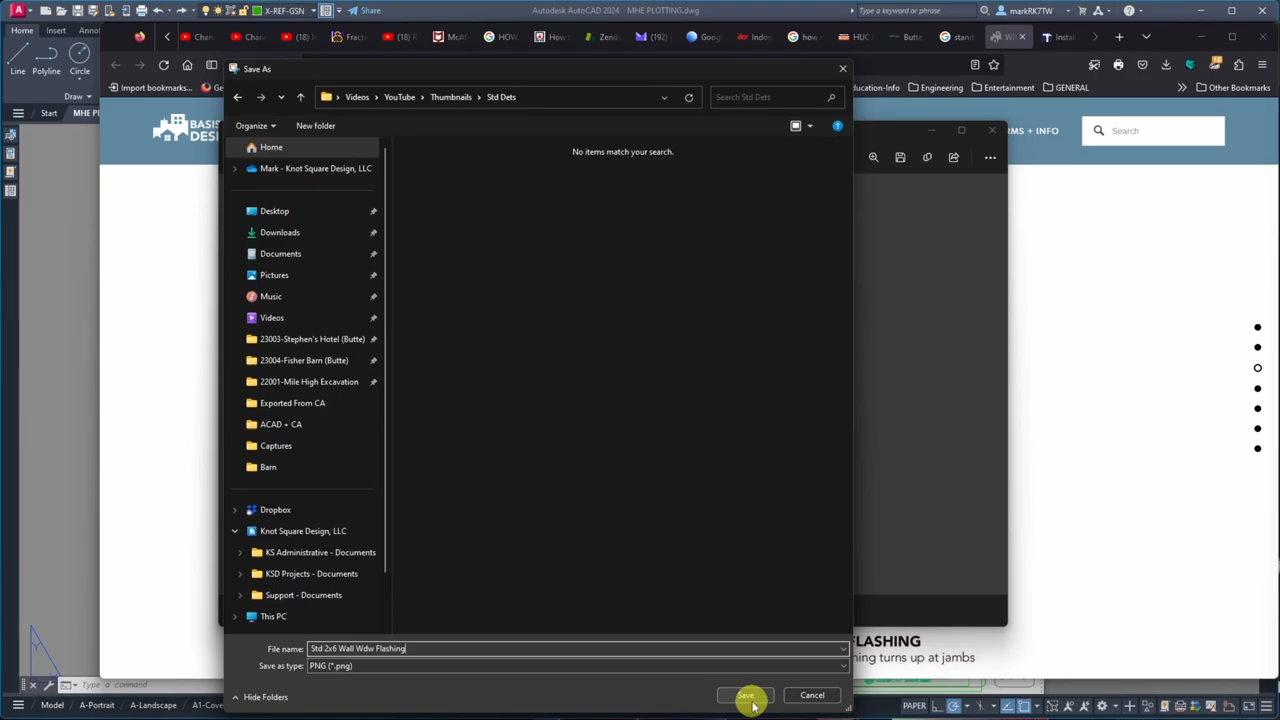 X-REF-GSN
Share
Autodesk AutoCAD 2024 MHE PLOTTING.dwg
Type a keyword or phrase
markRK7TW
Home
Insert
Line
Polyline
Circle
Draw
Start
Import bookmarks...
Engineering
Entertainment
GENERAL
Other Bookmarks
Save As
Videos
YouTube
Thumbnails
Std Dets
Search Std Dets
Organize
New folder
RMS + INFO
Search
Home
No items match your search.
Mark - Knot Square Design, LLC
Desktop
Downloads
Documents
Pictures
Music
Videos
23003-Stephen's Hotel (Butte)
23004-Fisher Barn (Butte)
22001-Mile High Excavation
Exported From CA
ACAD + CA
Captures
Barn
Dropbox
Knot Square Design, LLC
KS Administrative - Documents
KSD Projects - Documents
Support - Documents
This PC
File name: Std 2x6 Wall Wdw Flashing
Save as type: PNG (*.png)
FLASHING
hing turns up at jambs
Hide Folders
Save
Cancel
Type a command
Model
A-Portrait
A-Landscape
A1-Cove
PAPER